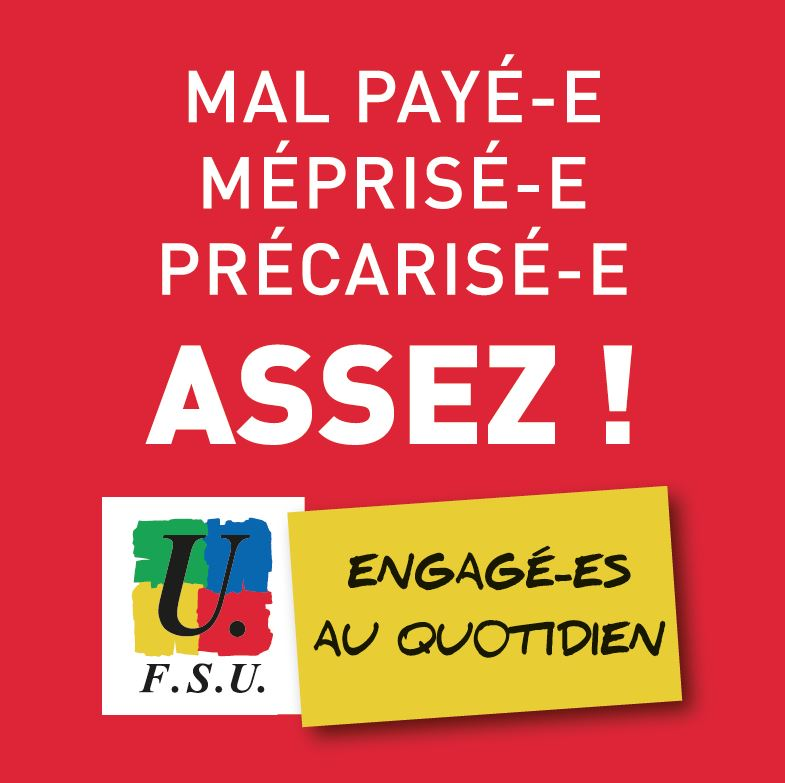 MAL PAYÉ-E
MÉPRISÉ-E
PRÉCARISÉ-E
ASSEZ !
U.
F.S.U.
ENGAGÉ-ES
AU QUOTIDIEN